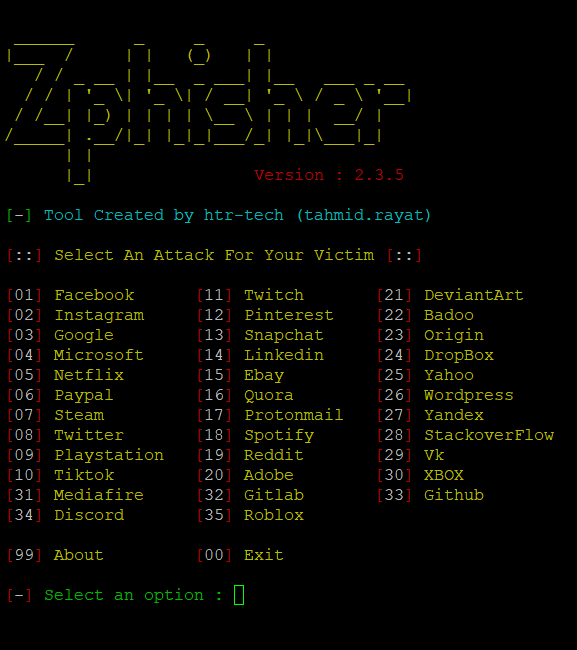 Zphisher
Version : 2.3.5
[-] Tool Created by htr-tech (tahmid.rayat)
[::] Select An Attack For Your Victim [::]
[01] Facebook [11] Twitch [21] DeviantArt
[02] Instagram [12] Pinterest [22] Badoo
[03] Google [13] Snapchat [23] Origin
[04] Microsoft [14] Linkedin [24] DropBox
[05] Netflix [15] Ebay [25] Yahoo
[06] Paypal [16] Quora [26] Wordpress
[07] Steam [17] Protonmail [27] Yandex
[08] Twitter [18] Spotify [28] StackoverFlow
[09] Playstation [19] Reddit [29] Vk
[10] Tiktok [20] Adobe [30] XBOX
[31] Mediafire [32] Gitlab [33] Github
[34] Discord [35] Roblox
[99] About [00] Exit
[-] Select an option :